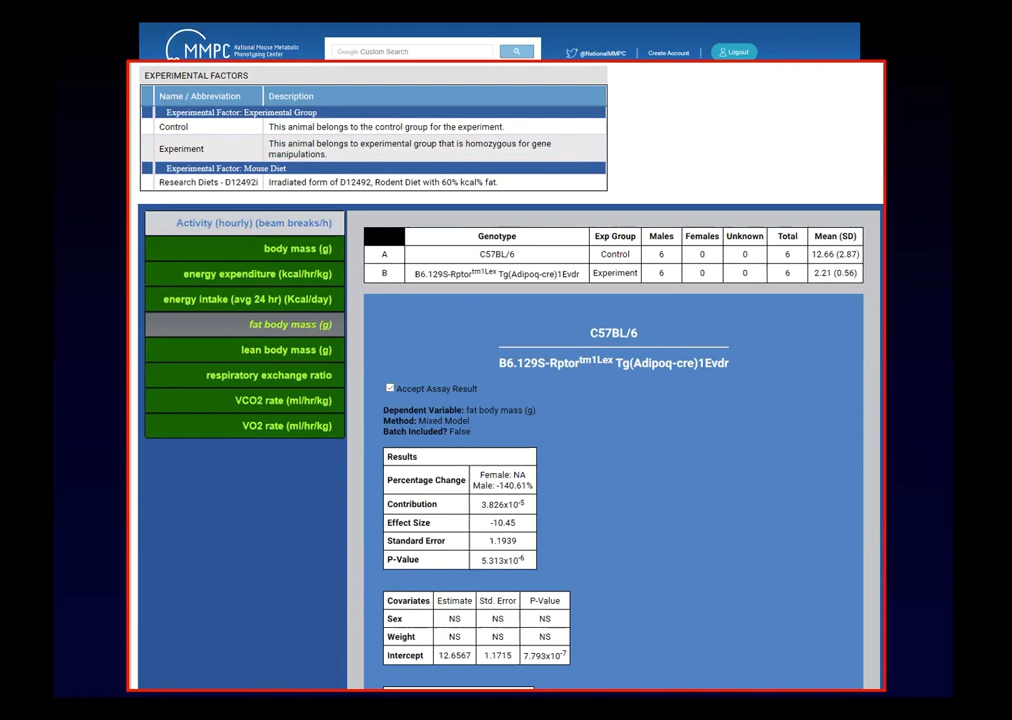 MMPC
National Mouse Metabolic
Phenotyping Center
Google Custom Search
@NationalMMPC | Create Account | Logout
EXPERIMENTAL FACTORS
Name / Abbreviation Description
Experimental Factor: Experimental Group
Control This animal belongs to the control group for the experiment.
Experiment This animal belongs to experimental group that is homozygous for gene
manipulations.
Experimental Factor: Mouse Diet
Research Diets - D12492i Irradiated form of D12492, Rodent Diet with 60% kcal% fat.
Activity (hourly) (beam breaks/h)
body mass (g)
energy expenditure (kcal/hr/kg)
energy intake (avg 24 hr) (Kcal/day)
fat body mass (g)
lean body mass (g)
respiratory exchange ratio
VCO2 rate (ml/hr/kg)
VO2 rate (ml/hr/kg)
Genotype Exp Group Males Females Unknown Total Mean (SD)
A C57BL/6 Control 6 0 0 6 12.66 (2.87)
B B6.129S-Rptor^tm1Lex Tg(Adipoq-cre)1Evdr Experiment 6 0 0 6 2.21 (0.56)
C57BL/6
B6.129S-Rptor^tm1Lex Tg(Adipoq-cre)1Evdr
Accept Assay Result
Dependent Variable: fat body mass (g)
Method: Mixed Model
Batch Included? False
Results
Percentage Change Female: NA
Male: -140.61%
Contribution 3.826x10^-5
Effect Size -10.45
Standard Error 1.1939
P-Value 5.313x10^-6
Covariates Estimate Std. Error P-Value
Sex NS NS NS
Weight NS NS NS
Intercept 12.6567 1.1715 7.793x10^-7